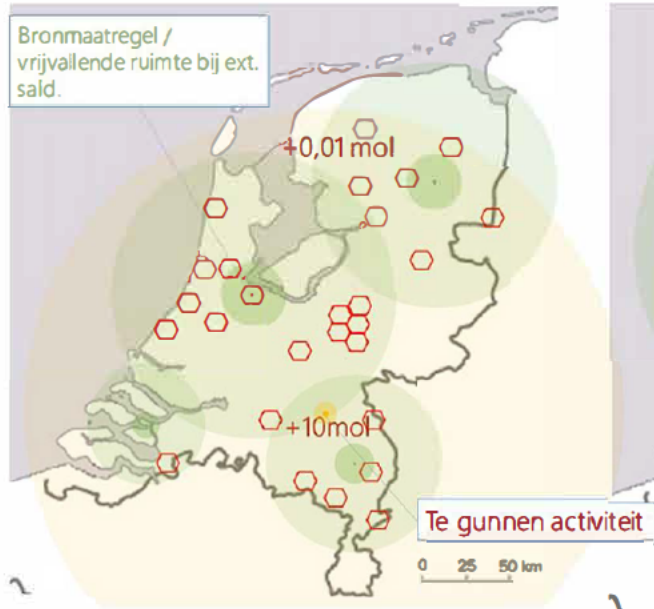 Bronmaatregel /
vrijvallende ruimte bij ext.
sald.
+0,01 mol
+10mol
Te gunnen activiteit
0 25 50 km